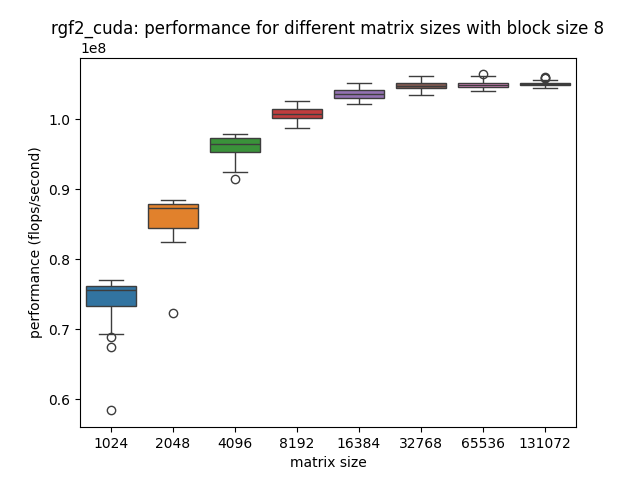 rgf2_cuda: performance for different matrix sizes with block size 8
1e8
1.0
0.9
0.8
0.7
0.6
performance (flops/second)
1024 2048 4096 8192 16384 32768 65536 131072
matrix size